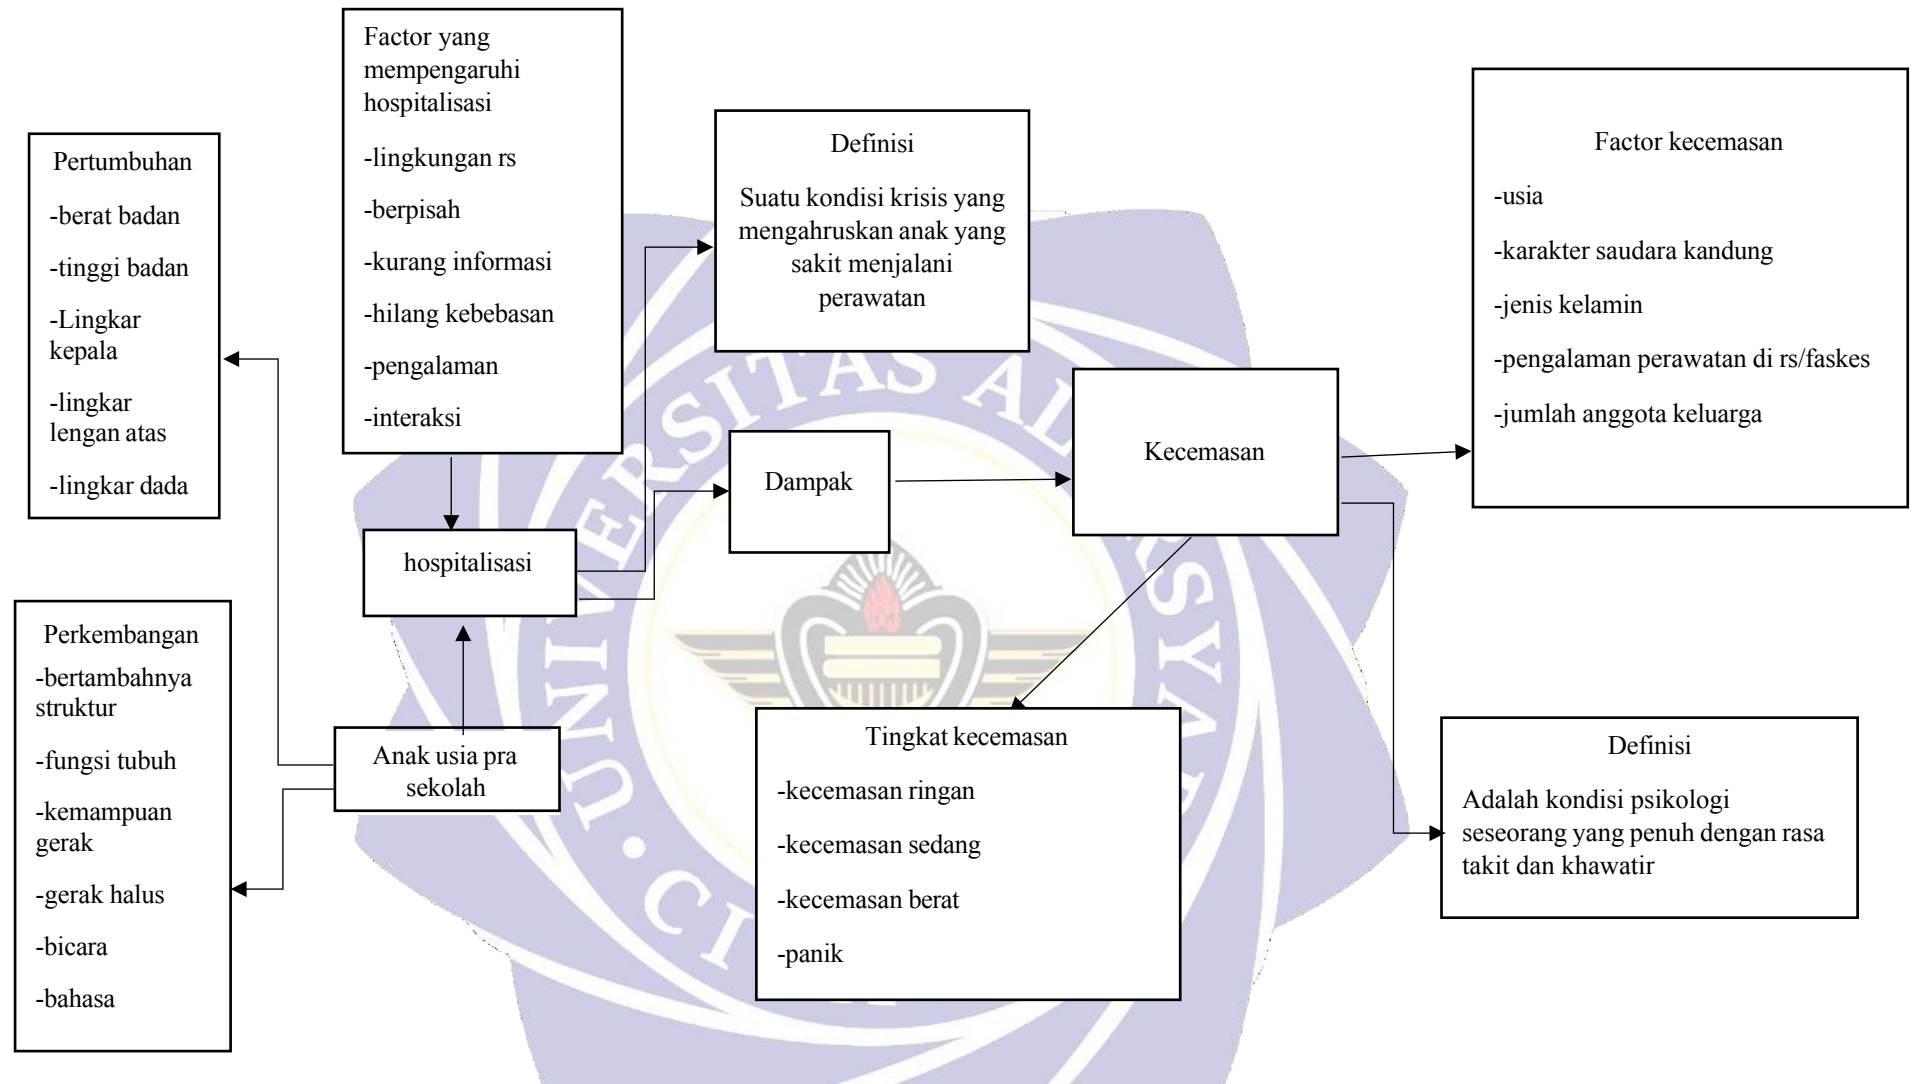 Factor yang
mempengaruhi
hospitalisasi
-lingkungan rs
-berpisah
-kurang informasi
-hilang kebebasan
-pengalaman
-interaksi
Pertumbuhan
-berat badan
-tinggi badan
-Lingkar
kepala
-lingkar
lengan atas
-lingkar dada
Definisi
Suatu kondisi krisis yang
mengahruskan anak yang
sakit menjalani
perawatan
Factor kecemasan
-usia
-karakter saudara kandung
-jenis kelamin
-pengalaman perawatan di rs/faskes
-jumlah anggota keluarga
Kecemasan
Dampak
hospitalisasi
Perkembangan
-bertambahnya
struktur
-fungsi tubuh
-kemampuan
gerak
-gerak halus
-bicara
-bahasa
Anak usia pra
sekolah
Tingkat kecemasan
-kecemasan ringan
-kecemasan sedang
-kecemasan berat
-panik
Definisi
Adalah kondisi psikologi
seseorang yang penuh dengan rasa
takit dan khawatir
UNIVERSITAS